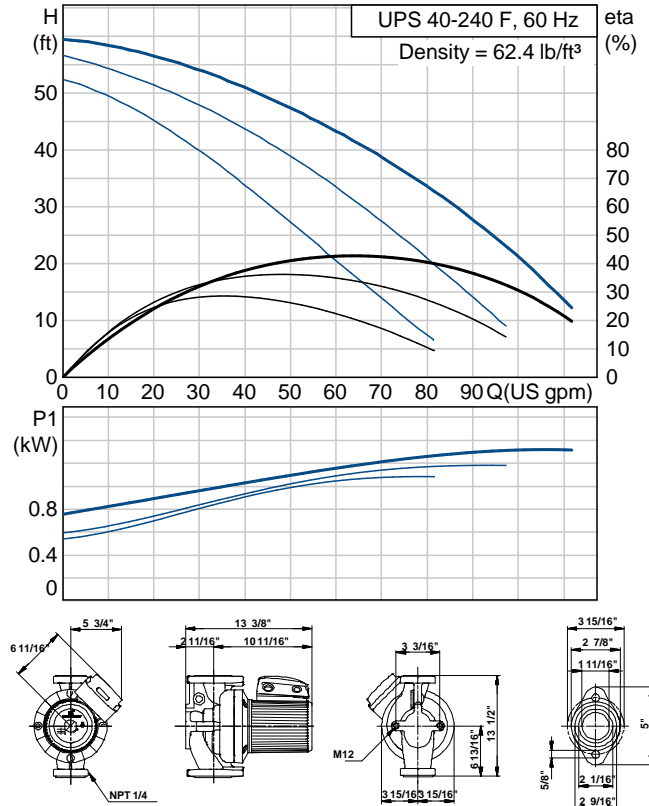 H
(ft)
UPS 40-240 F, 60 Hz
Density = 62.4 lb/ft³
eta
(%)
50
40
30
20
10
0
80
70
60
50
40
30
20
10
0
0 10 20 30 40 50 60 70 80 90 Q(US gpm)
P1
(kW)
0.8
0.4
0
5 3/4"
6 11/16"
NPT 1/4
13 3/8"
2 11/16" 10 11/16"
3 3/16"
M12
6 13/16"
13 1/2"
3 15/16 3 15/16"
3 15/16"
2 7/8"
1 11/16"
5"
5/8"
2 1/16"
2 9/16"